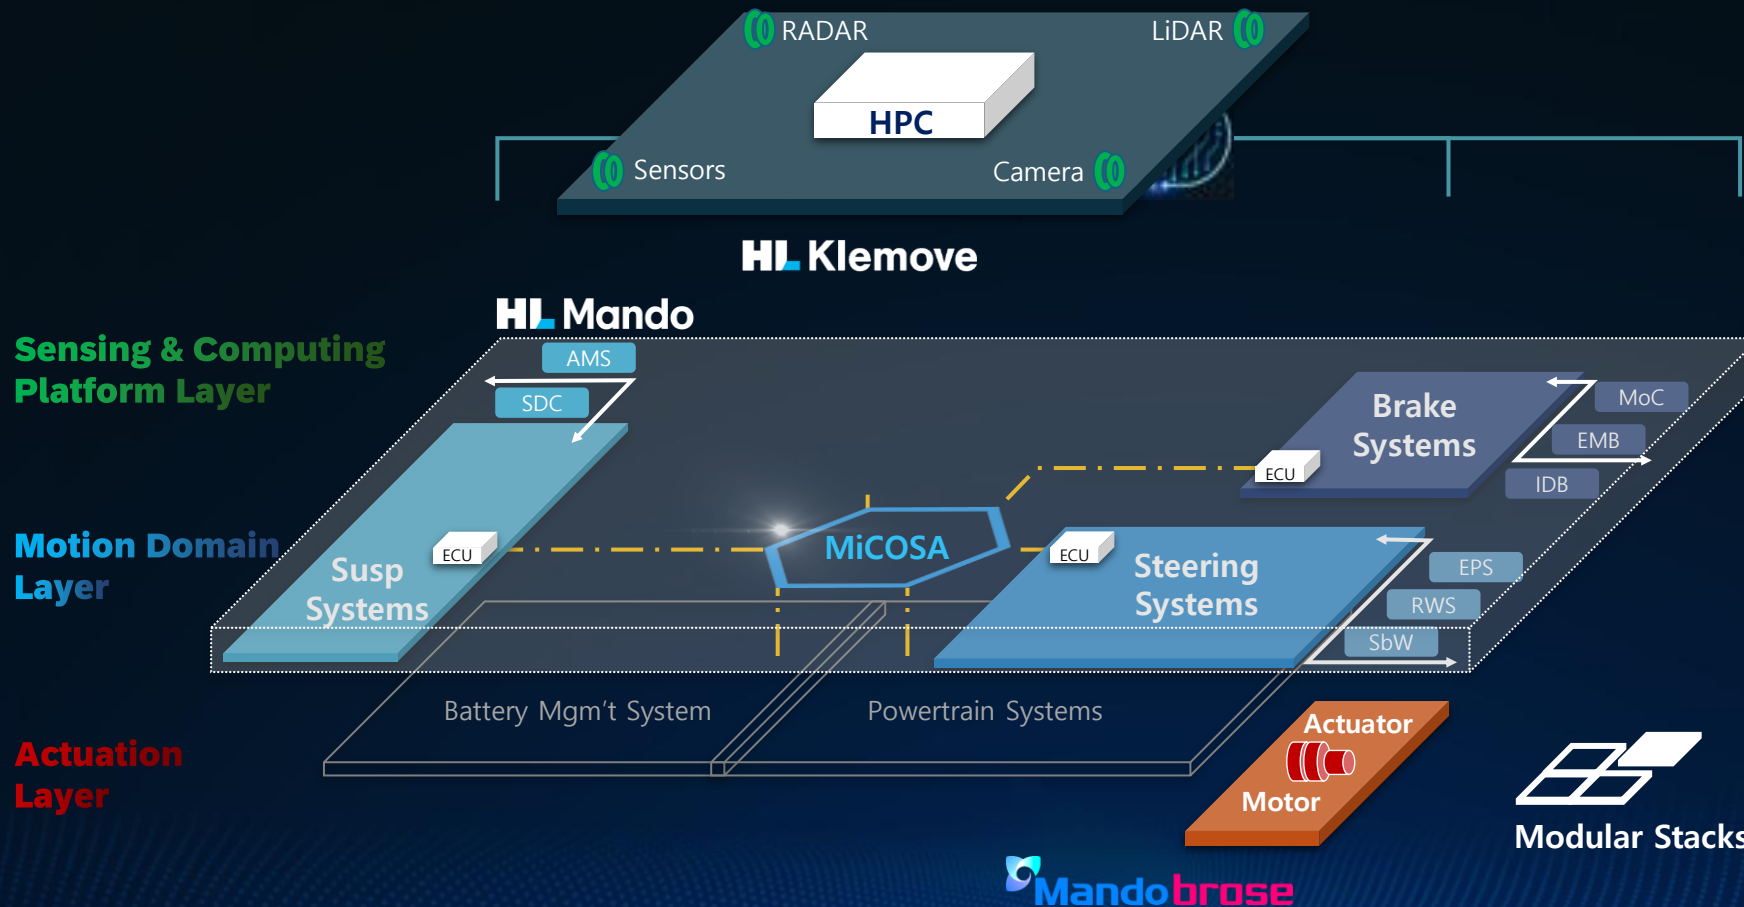 RADAR
LiDAR
HPC
Sensors
Camera
HL Klemove
HL Mando
Sensing & Computing
Platform Layer
AMS
SDC
Brake
Systems
MoC
EMB
IDB
ECU
Motion Domain
Layer
ECU
Susp
Systems
MiCOSA
ECU
Steering
Systems
EPS
RWS
SbW
Battery Mgm't System
Powertrain Systems
Actuation
Layer
Actuator
Motor
Modular Stacks
Mandobrose